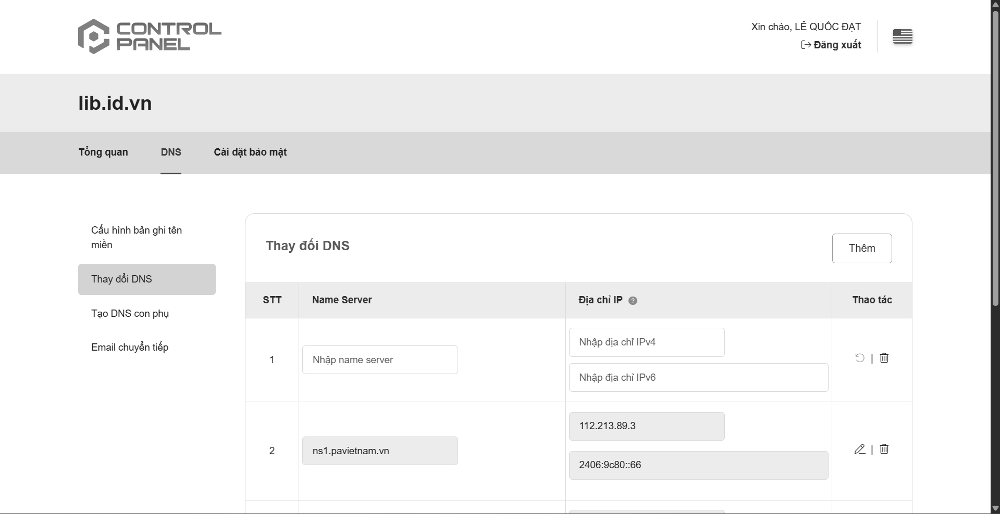 CONTROL
PANEL
Xin chào, LÊ QUỐC ĐẠT
Đăng xuất
lib.id.vn
Tổng quan
DNS
Cài đặt bảo mật
Cấu hình bản ghi tên
miền
Thay đổi DNS
Tạo DNS con phụ
Email chuyển tiếp
Thay đổi DNS
Thêm
STT
Name Server
Địa chỉ IP ?
Thao tác
1
Nhập name server
Nhập địa chỉ IPv4
Nhập địa chỉ IPv6
|
2
ns1.pavietnam.vn
112.213.89.3
2406:9c80::66
|